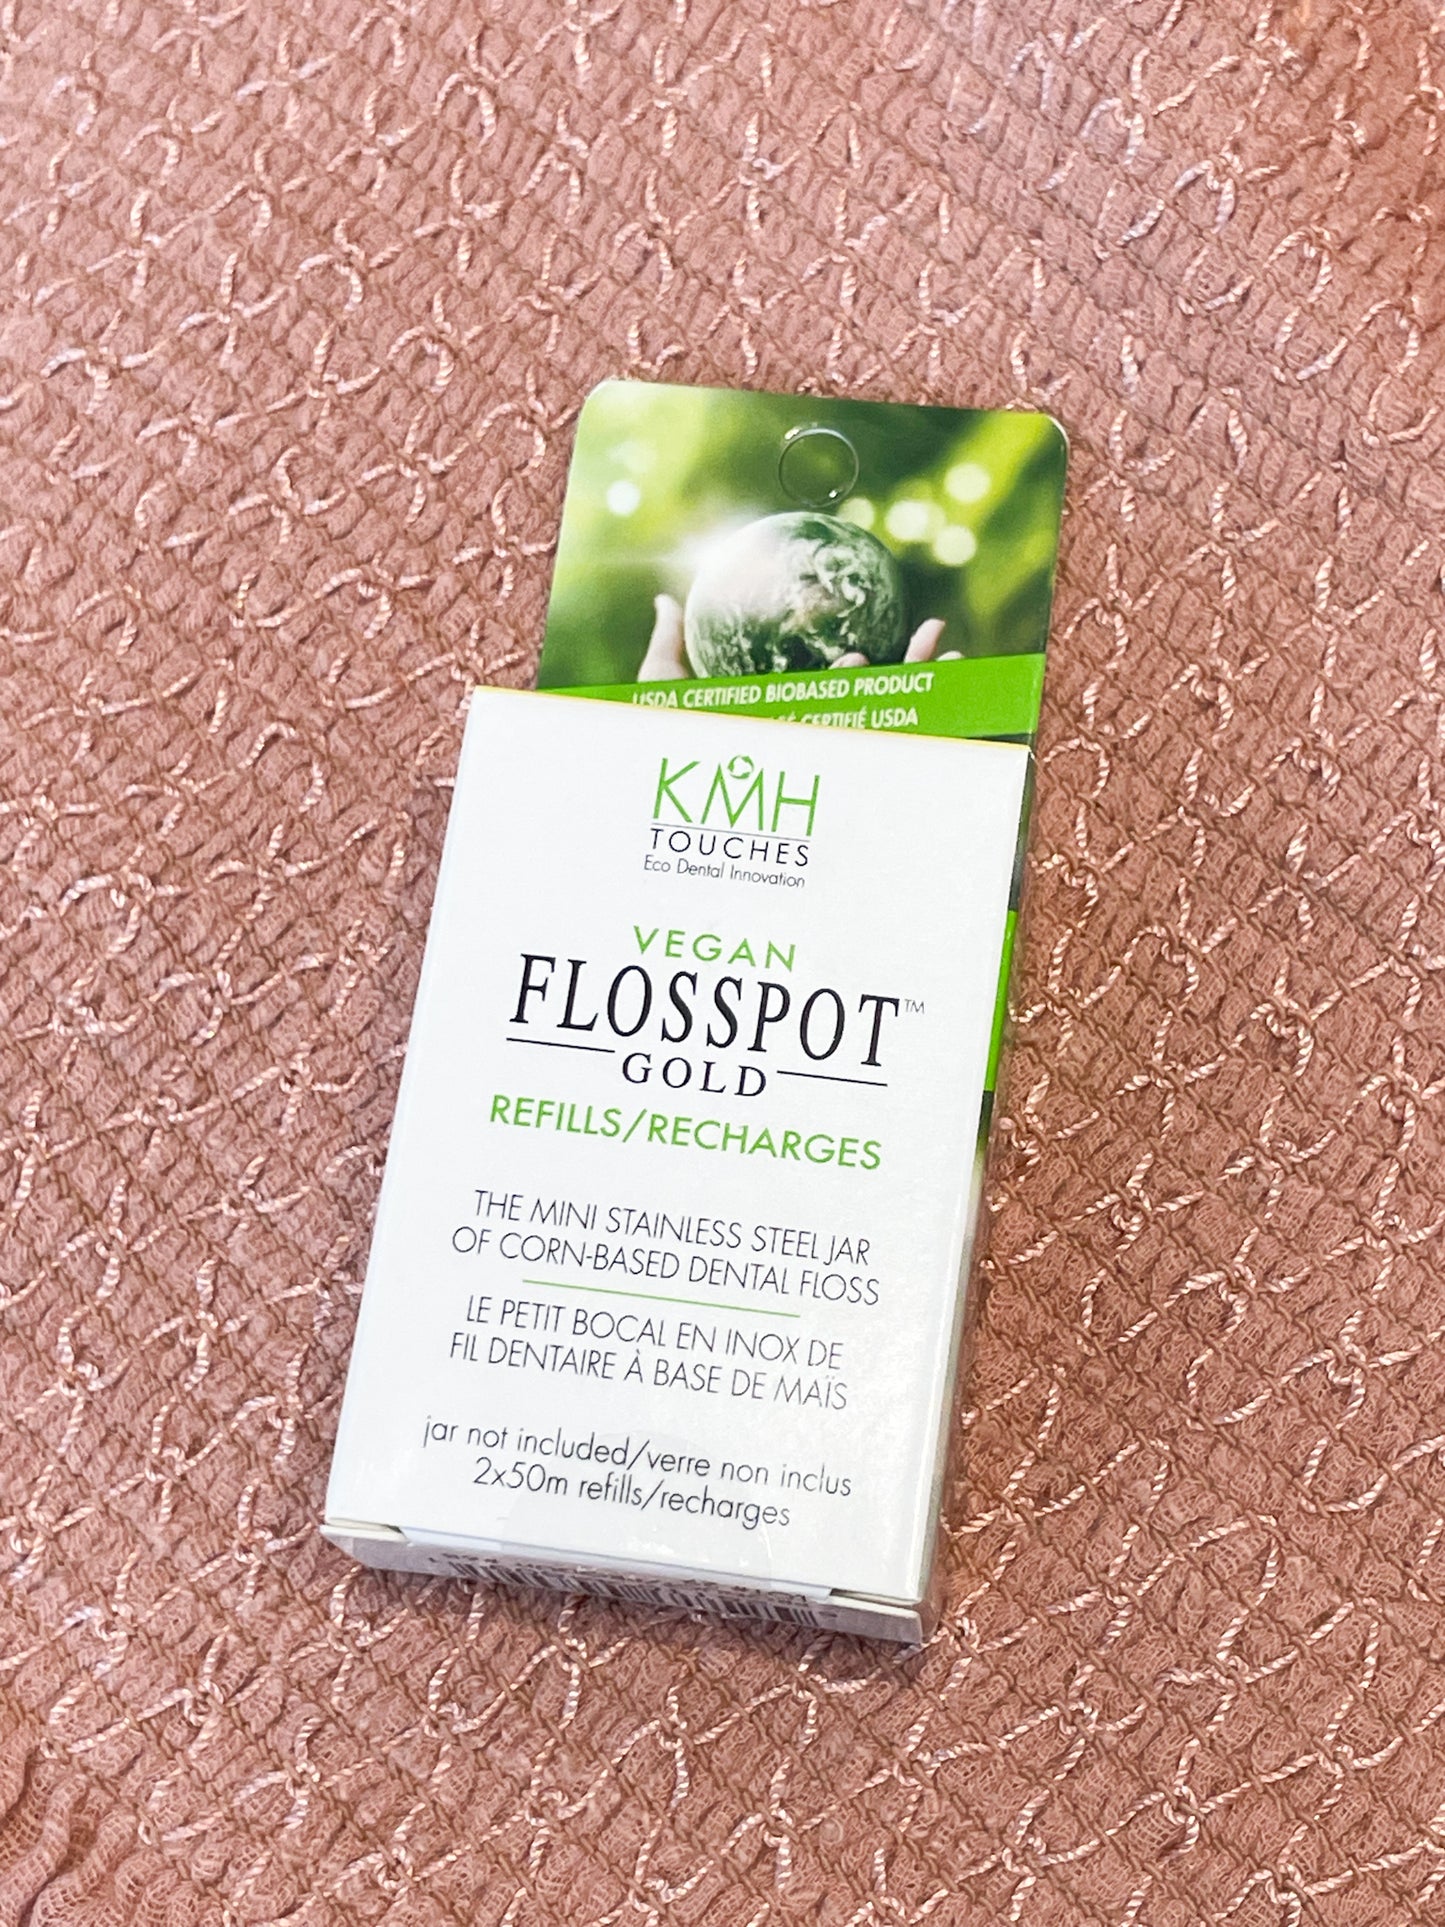 USDA CERTIFIED BIOBASED PRODUCT
CERTIFIÉ USDA
KMH
TOUCHES
Eco Dental Innovation
VEGAN
FLOSSPOT™
GOLD
REFILLS/RECHARGES
THE MINI STAINLESS STEEL JAR
OF CORN-BASED DENTAL FLOSS
LE PETIT BOCAL EN INOX DE
FIL DENTAIRE À BASE DE MAÏS
jar not included/verre non inclus
2x50m refills/recharges